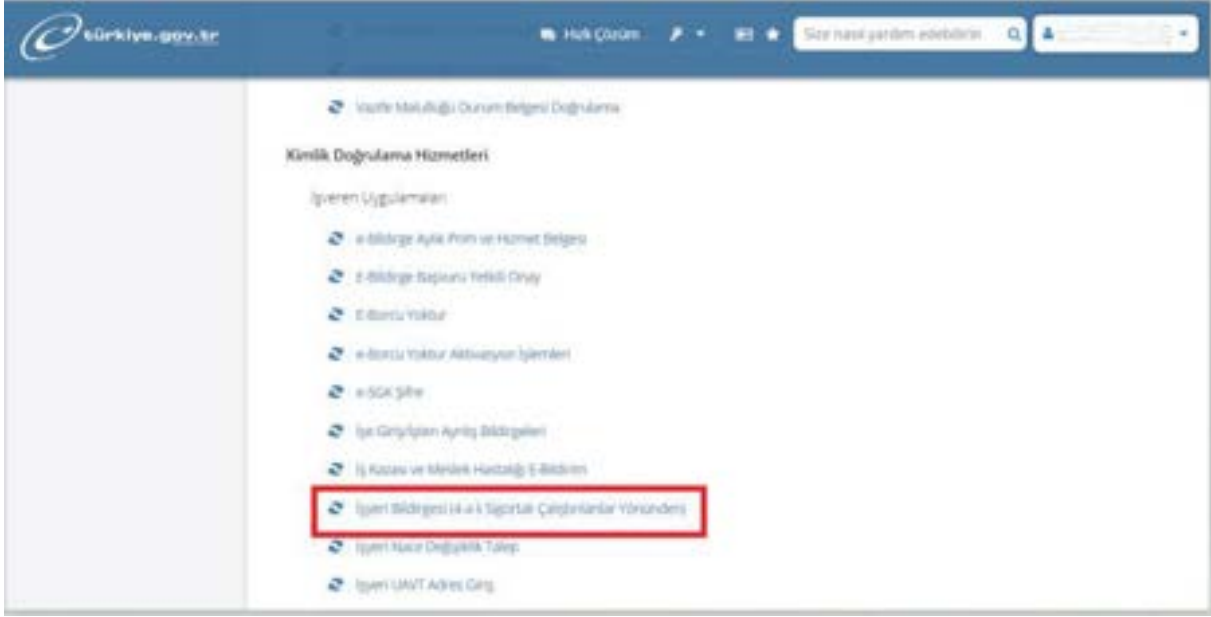 türkiye.gov.tr
Hızlı Çözüm
Size nasıl yardım edebilirim
Vazife Malullüğü Durum Belgesi Doğrulama
Kimlik Doğrulama Hizmetleri
İşveren Uygulamaları
e-Bildirge Aylık Prim ve Hizmet Belgesi
E-Bildirge Başvuru Yetkili Onay
E-Borcu Yoktur
e-Borcu Yoktur Aktivasyon İşlemleri
e-SGK Şifre
İşe Giriş/İşten Ayrılış Bildirgeleri
İş Kazası ve Meslek Hastalığı E-Bildirim
İşyeri Bildirgesi (4-a lı Sigortalı Çalıştırılanlar Yönünden)
İşyeri Nace Değişiklik Talep
İşyeri UAVT Adres Giriş